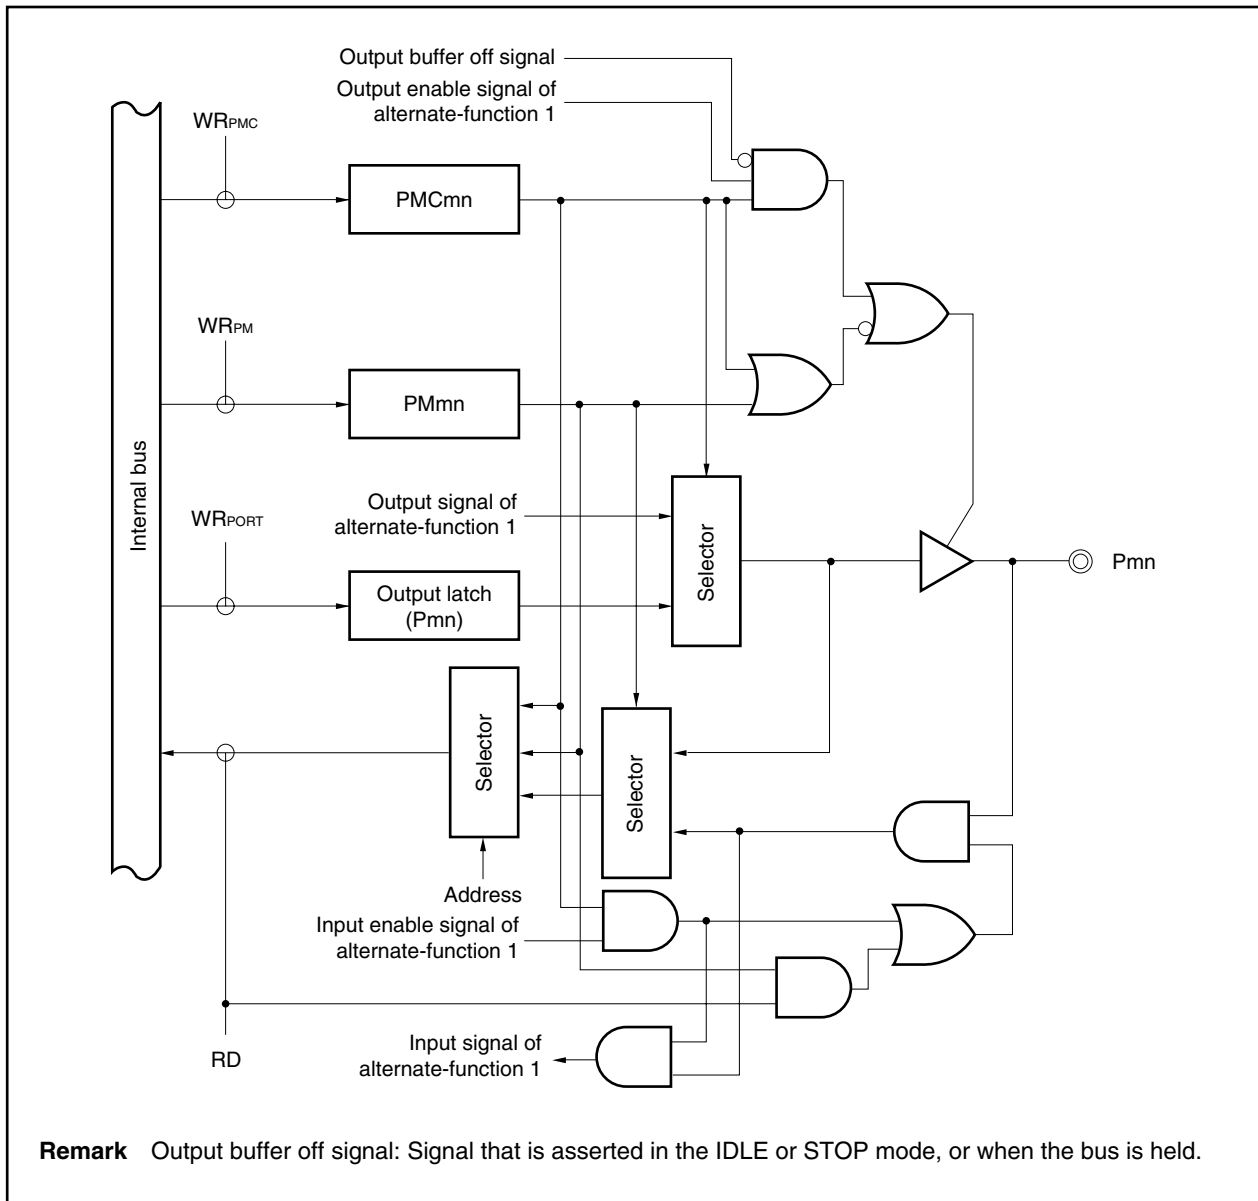 Output buffer off signal
Output enable signal of
alternate-function 1
WRPMC
PMCmn
WRPM
PMmn
Internal bus
Output signal of
alternate-function 1
WRPORT
Selector
Pmn
Output latch
(Pmn)
Selector
Selector
Address
Input enable signal of
alternate-function 1
RD
Input signal of
alternate-function 1
Remark Output buffer off signal: Signal that is asserted in the IDLE or STOP mode, or when the bus is held.